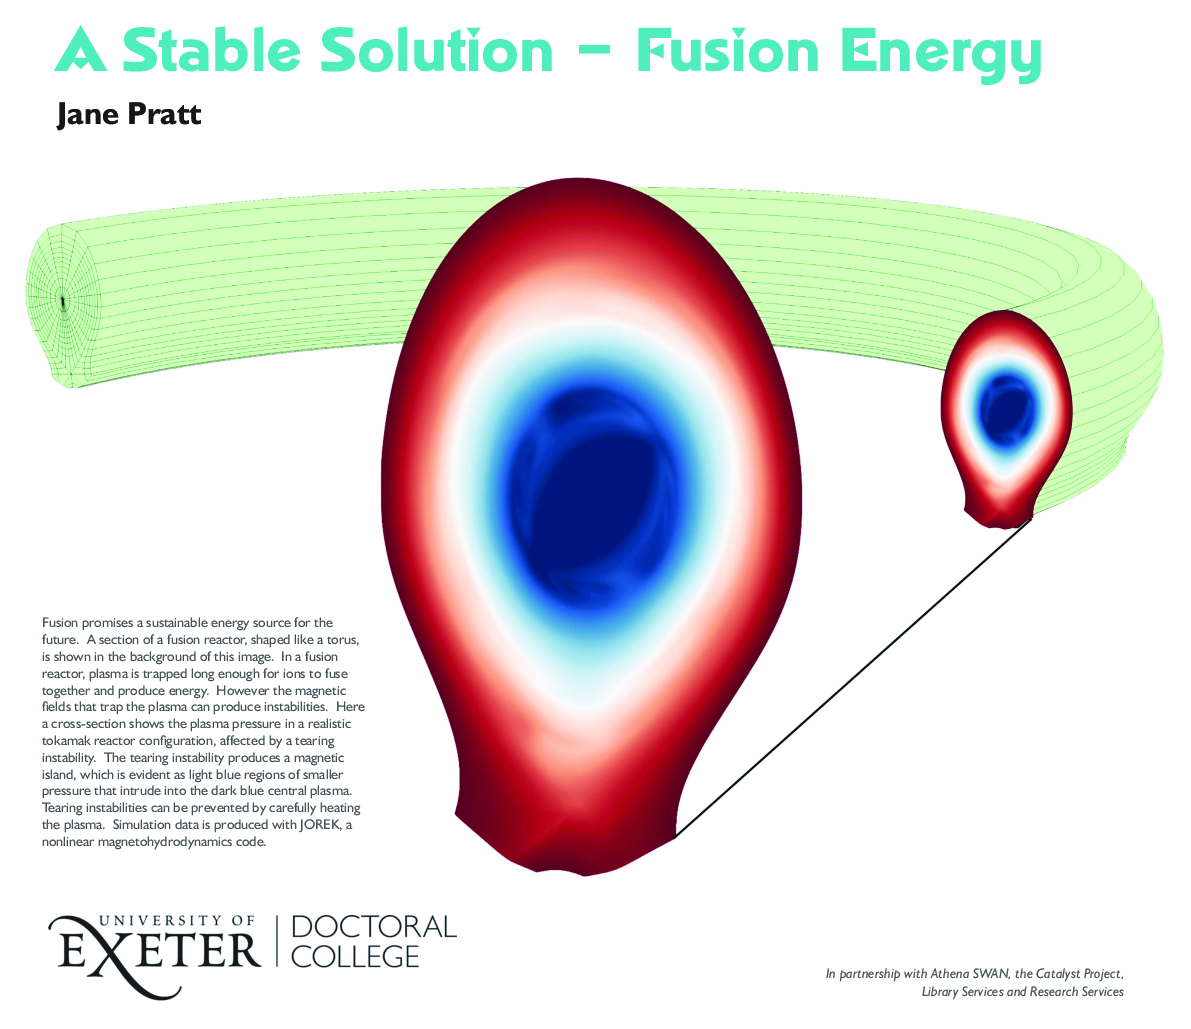 A Stable Solution – Fusion Energy
Jane Pratt
Fusion promises a sustainable energy source for the
future.  A section of a fusion reactor, shaped like a torus,
is shown in the background of this image.  In a fusion
reactor, plasma is trapped long enough for ions to fuse
together and produce energy.  However the magnetic
fields that trap the plasma can produce instabilities.  Here
a cross-section shows the plasma pressure in a realistic
tokamak reactor configuration, affected by a tearing
instability.  The tearing instability produces a magnetic
island, which is evident as light blue regions of smaller
pressure that intrude into the dark blue central plasma.
Tearing instabilities can be prevented by carefully heating
the plasma.  Simulation data is produced with JOREK, a
nonlinear magnetohydrodynamics code.
UNIVERSITY OF
EXETER
DOCTORAL
COLLEGE
In partnership with Athena SWAN, the Catalyst Project,
Library Services and Research Services